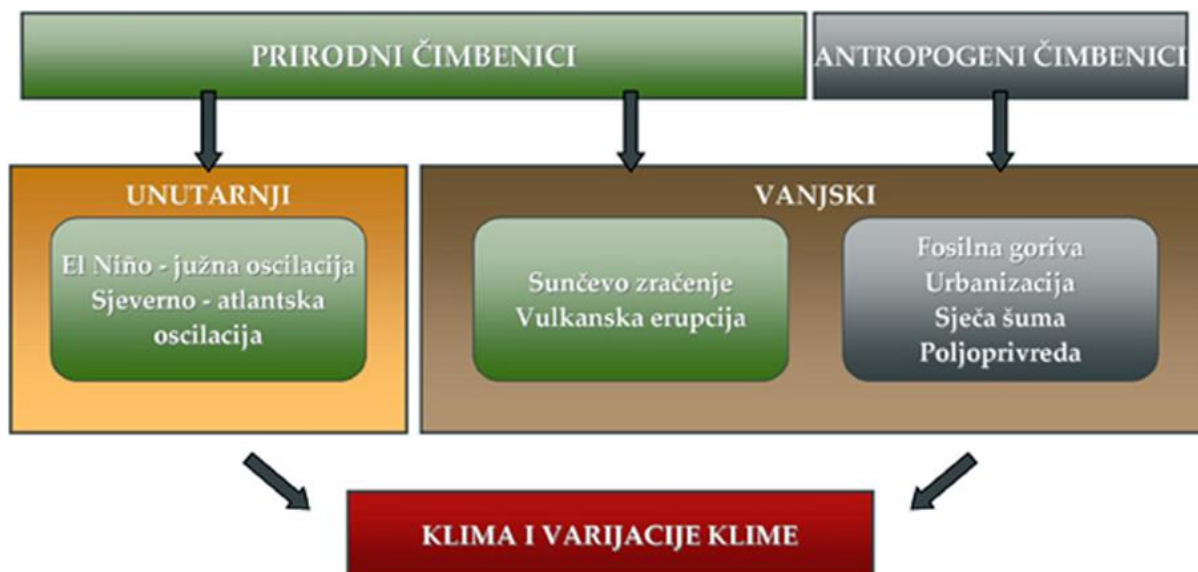 PRIRODNI ČIMBENICI
ANTROPOGENI ČIMBENICI
UNUTARNJI
El Niño - južna oscilacija
Sjeverno - atlantska
oscilacija
VANJSKI
Sunčevo zračenje
Vulkanska erupcija
Fosilna goriva
Urbanizacija
Sječa šuma
Poljoprivreda
KLIMA I VARIJACIJE KLIME